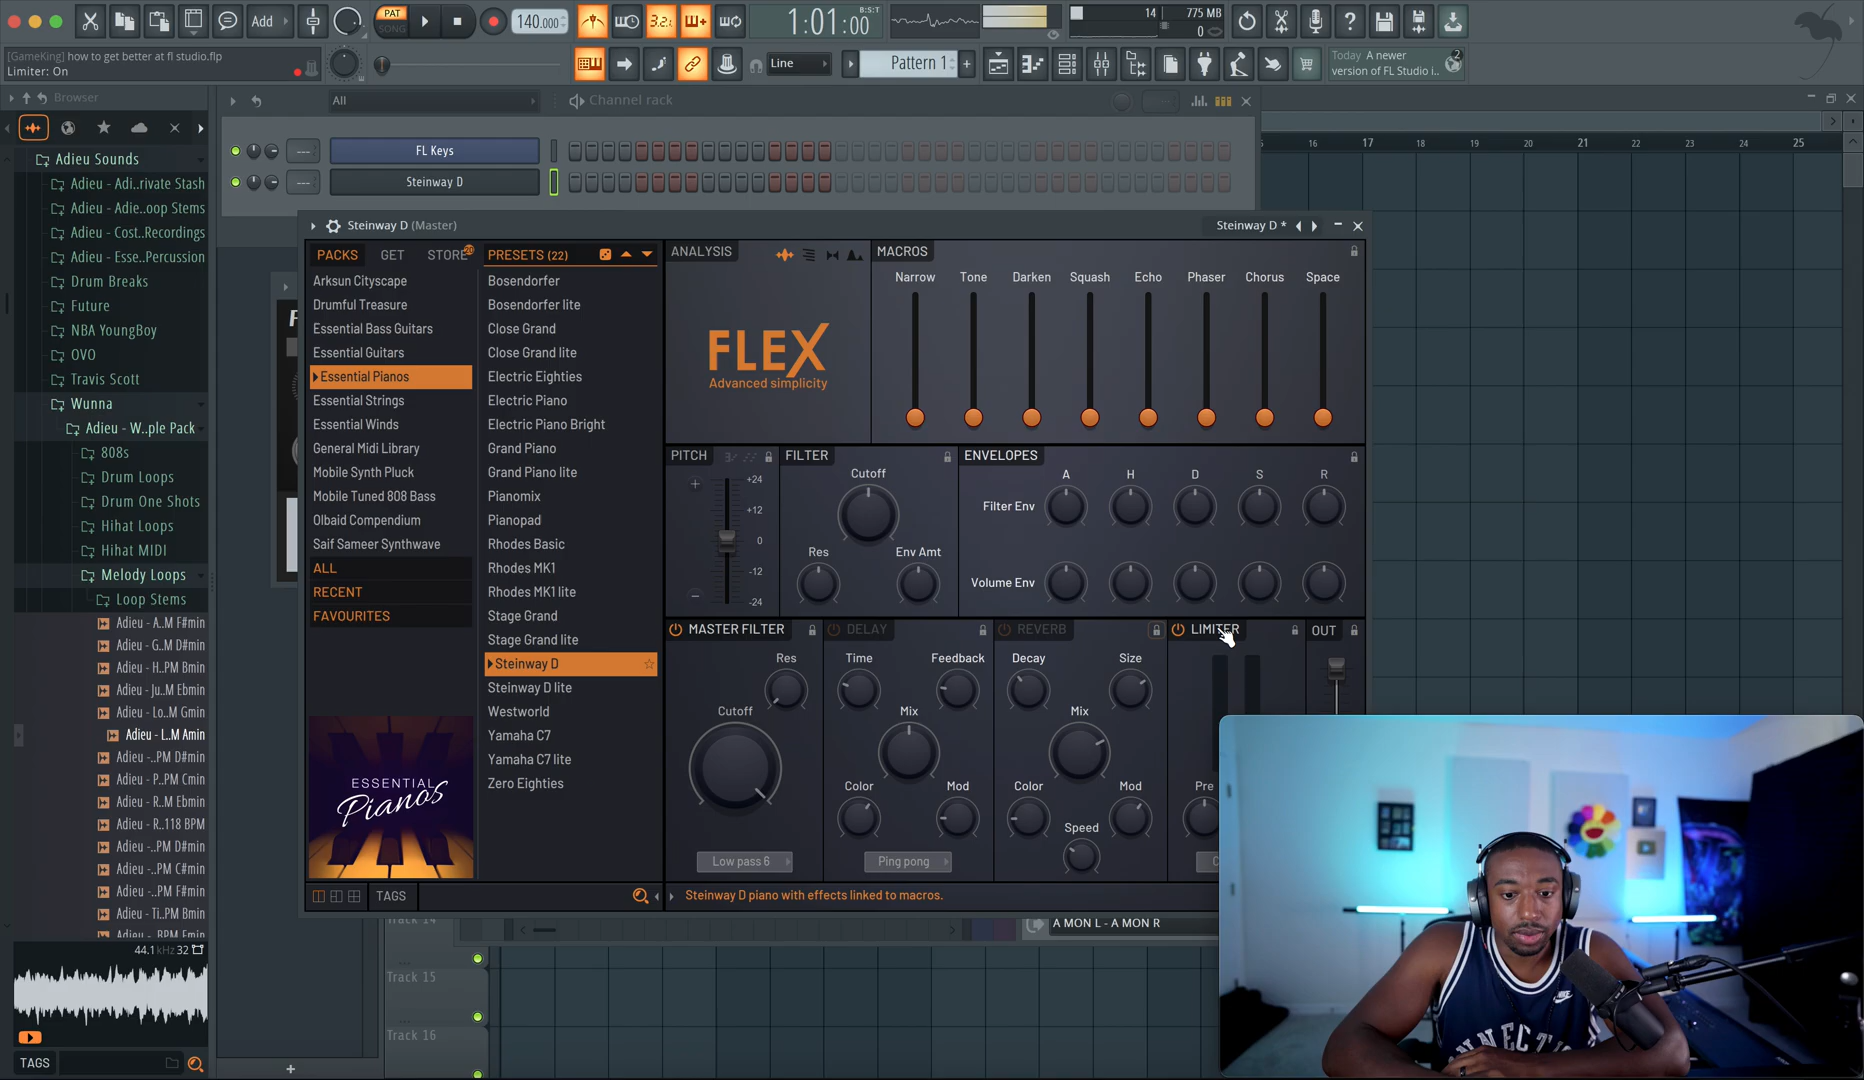 PAT
SONG
Add
140.000
3.2.
1:01:00
B:S:T
14
775 MB
0
[GameKing] how to get better at fl studio.flp
Limiter: On
Line
Pattern 1
Today A newer
version of FL Studio i..
2
Browser
All
Channel rack
Adieu Sounds
Adieu - Adi..rivate Stash
Adieu - Adie..oop Stems
Adieu - Cost..Recordings
Adieu - Esse..Percussion
Drum Breaks
Future
NBA YoungBoy
OVO
Travis Scott
Wunna
Adieu - W..ple Pack
808s
Drum Loops
Drum One Shots
Hihat Loops
Hihat MIDI
Melody Loops
Loop Stems
Adieu - A..M F#min
Adieu - G..M D#min
Adieu - H..PM Bmin
Adieu - Ju..M Ebmin
Adieu - Lo..M Gmin
Adieu - L..M Amin
Adieu -..PM D#min
Adieu - P..PM Cmin
Adieu - R..M Ebmin
Adieu - R..118 BPM
Adieu -..PM D#min
Adieu -..PM C#min
Adieu -..PM F#min
Adieu - Ti..PM Bmin
Adieu - BPM Emin
44.1 kHz 32
TAGS
FL Keys
Steinway D
16
17
18
19
20
21
22
23
24
25
Steinway D (Master)
Steinway D *
PACKS
GET
STORE
20
PRESETS (22)
Arksun Cityscape
Drumful Treasure
Essential Bass Guitars
Essential Guitars
Essential Pianos
Essential Strings
Essential Winds
General Midi Library
Mobile Synth Pluck
Mobile Tuned 808 Bass
Olbaid Compendium
Saif Sameer Synthwave
ALL
RECENT
FAVOURITES
ESSENTIAL
Pianos
TAGS
Bosendorfer
Bosendorfer lite
Close Grand
Close Grand lite
Electric Eighties
Electric Piano
Electric Piano Bright
Grand Piano
Grand Piano lite
Pianomix
Pianopad
Rhodes Basic
Rhodes MK1
Rhodes MK1 lite
Stage Grand
Stage Grand lite
Steinway D
Steinway D lite
Westworld
Yamaha C7
Yamaha C7 lite
Zero Eighties
ANALYSIS
FLEX
Advanced simplicity
MACROS
Narrow
Tone
Darken
Squash
Echo
Phaser
Chorus
Space
PITCH
+24
+12
0
-12
-24
FILTER
Cutoff
Res
Env Amt
ENVELOPES
A
H
D
S
R
Filter Env
Volume Env
MASTER FILTER
Res
Cutoff
Low pass 6
DELAY
Time
Feedback
Mix
Color
Mod
Ping pong
REVERB
Decay
Size
Mix
Color
Mod
Speed
LIMITER
Pre
OUT
Steinway D piano with effects linked to macros.
A MON L - A MON R
Track 14
Track 15
Track 16